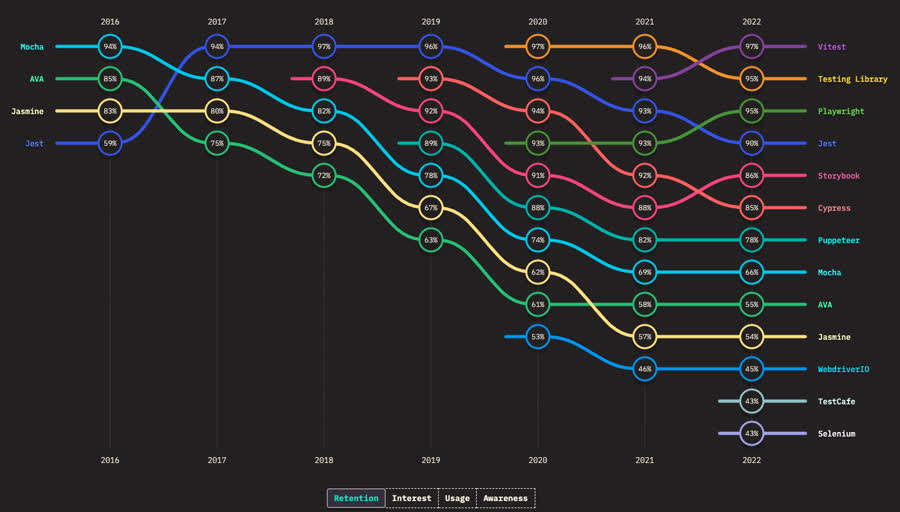 2016 2017 2018 2019 2020 2021 2022
Mocha 94% 94% 97% 96% 97% 96% 97% Vitest
AVA 85% 87% 89% 93% 96% 94% 95% Testing Library
Jasmine 83% 80% 82% 92% 94% 93% 95% Playwright
Jest 59% 75% 75% 89% 93% 93% 90% Jest
72% 78% 91% 92% 86% Storybook
67% 88% 88% 85% Cypress
63% 74% 82% 78% Puppeteer
62% 69% 66% Mocha
61% 58% 55% AVA
53% 57% 54% Jasmine
46% 45% WebdriverIO
43% TestCafe
43% Selenium
2016 2017 2018 2019 2020 2021 2022
Retention Interest Usage Awareness